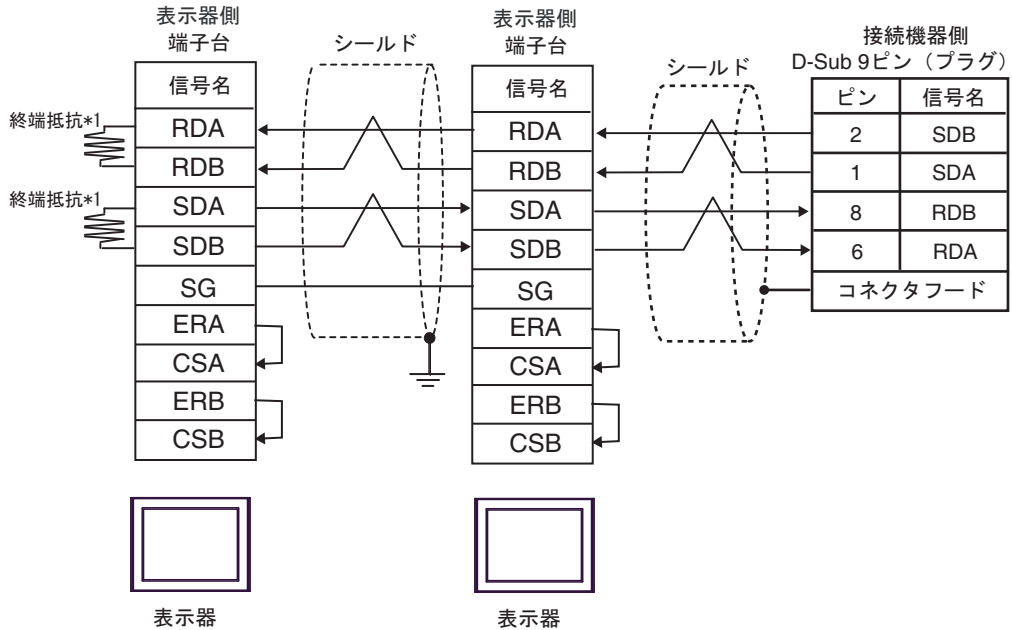 表示器側
端子台
シールド
表示器側
端子台
シールド
接続機器側
D-Sub 9ピン（プラグ）
終端抵抗*1
終端抵抗*1
信号名
RDA
RDB
SDA
SDB
SG
ERA
CSA
ERB
CSB
信号名
RDA
RDB
SDA
SDB
SG
ERA
CSA
ERB
CSB
ピン 信号名
2 SDB
1 SDA
8 RDB
6 RDA
コネクタフード
表示器
表示器